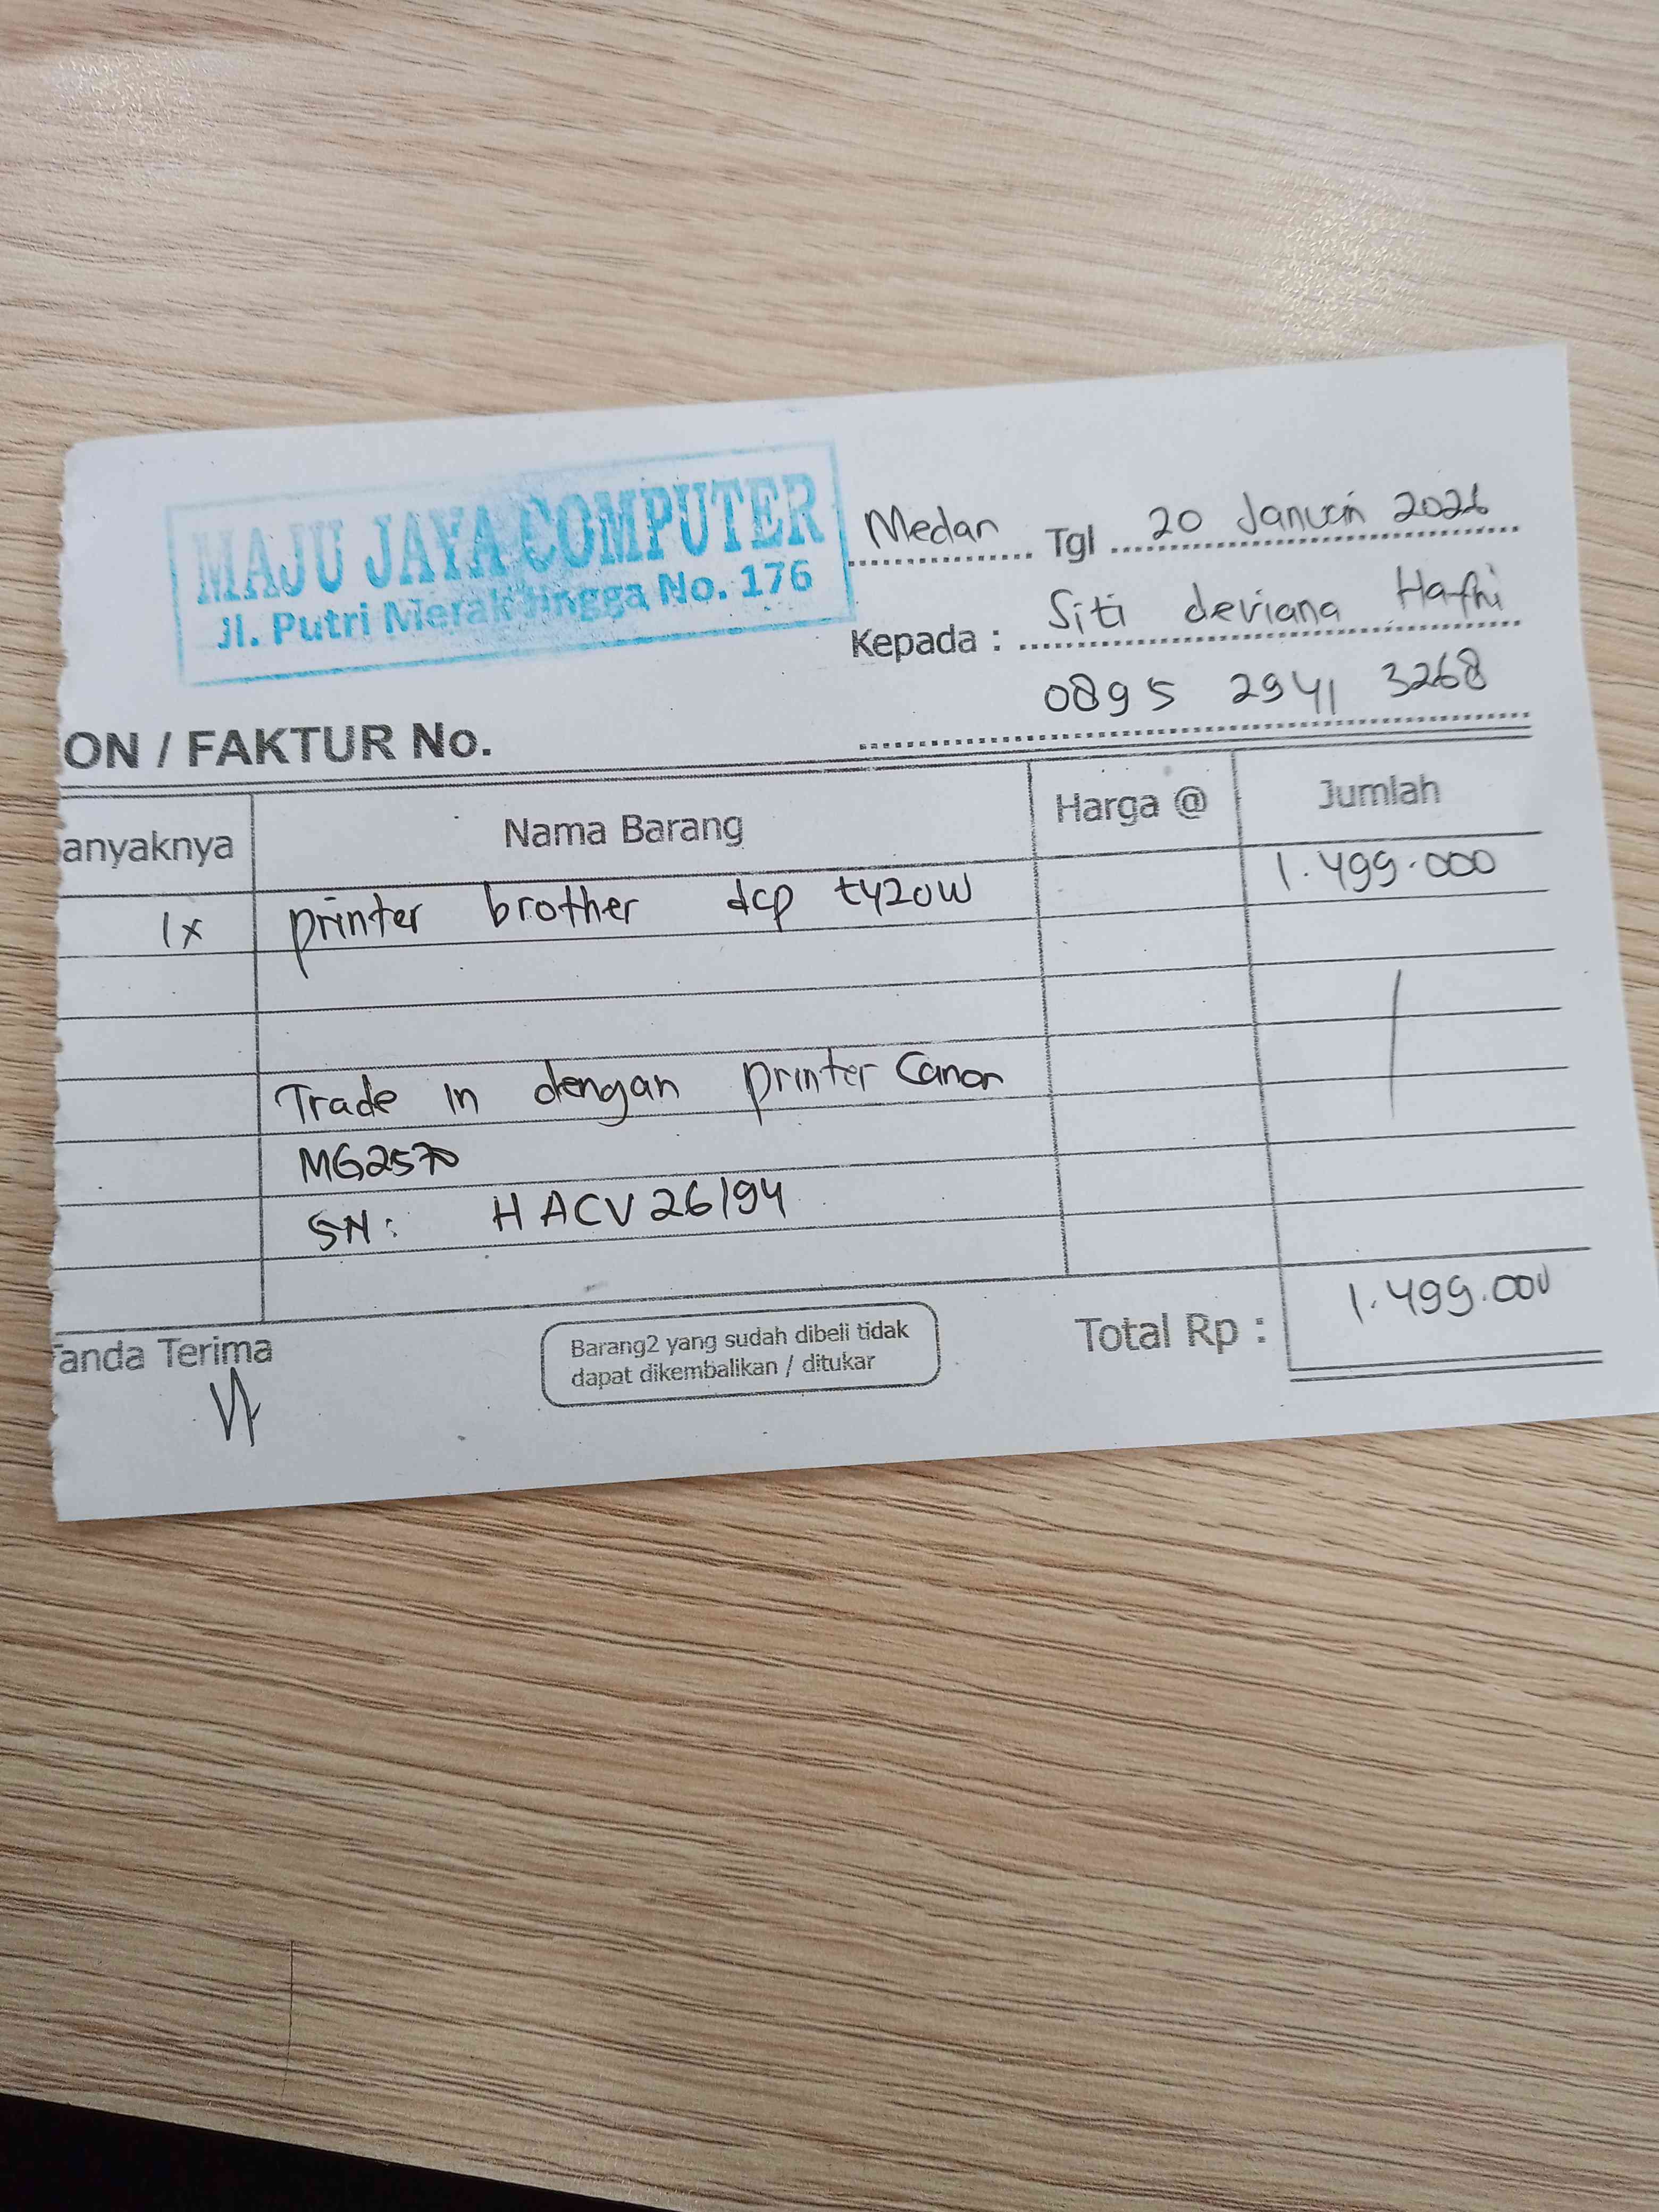 MAJU JAYA COMPUTER
Jl. Putri Merak Jingga No. 176
Medan Tgl 20 Januari 2026
Kepada : Siti deviana Hafni
0895 2941 3268
ON / FAKTUR No.
anyaknya Nama Barang Harga @ Jumlah
1x printer brother dcp t420W 1.499.000
Trade in dengan printer Canon
MG2570
SN: HACV26194
anda Terima
Barang2 yang sudah dibeli tidak
dapat dikembalikan / ditukar
Total Rp : 1.499.000